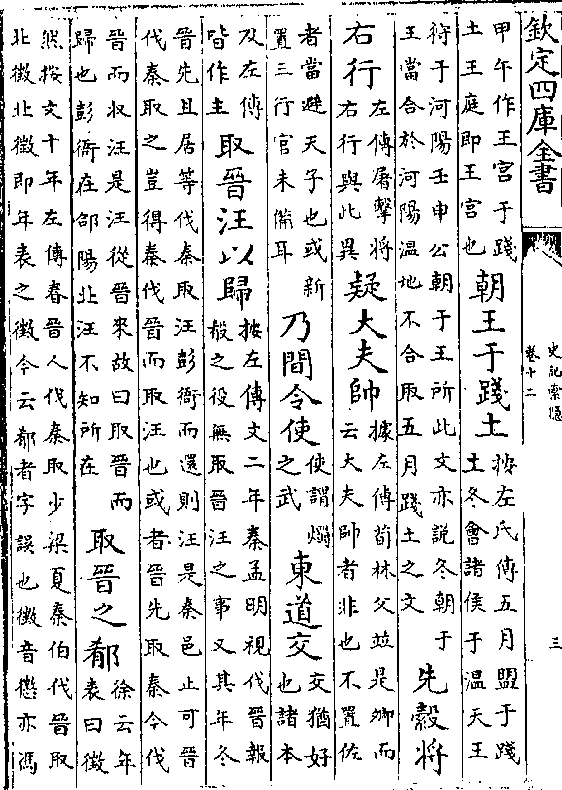 欽定四庫全書
史記索隱
卷十二
三
甲午作王宫于踐
土王庭即王宫也
朝王于踐土
按左氏傳五月盟于踐
土冬會諸侯于溫天王
狩于河陽壬申公朝于王所此文亦説冬朝于
王當合於河陽溫地不合取五月踐土之文
先縠將
右行
左傳屠擊將
右行與此異
疑大夫帥
據左傳荀林父並是卿而
云大夫帥者非也不置佐
者當避天子也或新
置三行官未備耳
乃間令使
使謂燭
之武
東道交
交猶好
也諸本
及左傳
皆作主
取晉汪以歸
按左傳文二年秦孟明視伐晉報
殽之役無取晉汪之事又其年冬
晉先且居等伐秦取汪彭衙而還則汪是秦邑止可晉
伐秦取之豈得秦伐晉而取汪也或者晉先取秦今伐
晉而收汪是汪從晉來故曰取晉而
歸也彭衙在郃陽北汪不知所在
取晉之郩
徐云年
表曰徵
然按文十年左傳春晉人伐秦取少梁夏秦伯伐晉取
北徵北徵即年表之徵今云郩者字誤也徵音懲亦馮